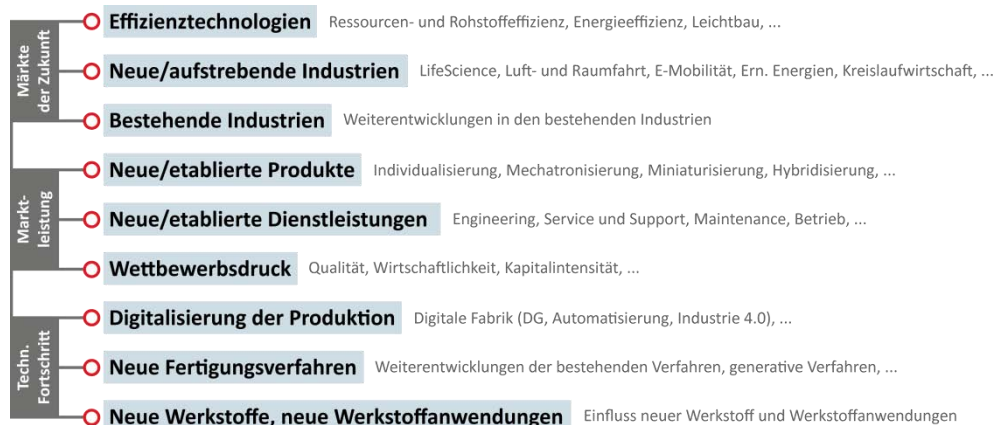 Märkte
der Zukunft
Effizienztechnologien Ressourcen- und Rohstoffeffizienz, Energieeffizienz, Leichtbau, ...
Neue/aufstrebende Industrien LifeScience, Luft- und Raumfahrt, E-Mobilität, Ern. Energien, Kreislaufwirtschaft, ...
Bestehende Industrien Weiterentwicklungen in den bestehenden Industrien
Markt-
leistung
Neue/etablierte Produkte Individualisierung, Mechatronisierung, Miniaturisierung, Hybridisierung, ...
Neue/etablierte Dienstleistungen Engineering, Service und Support, Maintenance, Betrieb, ...
Wettbewerbsdruck Qualität, Wirtschaftlichkeit, Kapitalintensität, ...
Techn.
Fortschritt
Digitalisierung der Produktion Digitale Fabrik (DG, Automatisierung, Industrie 4.0), ...
Neue Fertigungsverfahren Weiterentwicklungen der bestehenden Verfahren, generative Verfahren, ...
Neue Werkstoffe, neue Werkstoffanwendungen Einfluss neuer Werkstoff und Werkstoffanwendungen